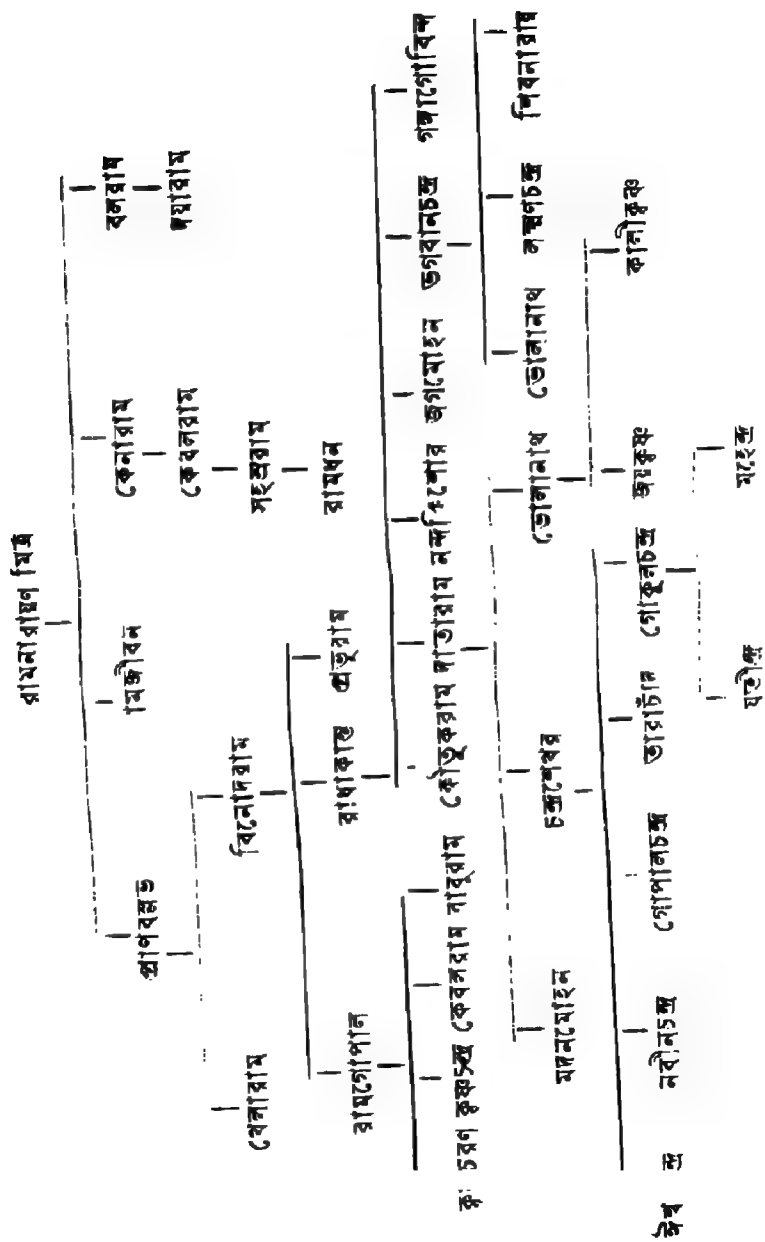 রামনারায়ণ মিত্র
প্রাণবল্লভ মজীবন কেনারাম বলরাম
খেলারাম বিনোদরাম কেবলরাম দয়ারাম
রামগোপাল রাধাকান্ত প্রভুরাম সহস্ররাম
রামধন
চরণ কৃষ্ণচন্দ্র কেবলরাম নাবুরাম কৌতুকরাম দাতারাম নন্দকিশোর জগমোহন ভগবানচন্দ্র গঙ্গাগোবিন্দ
মদনমোহন চন্দ্রশেখর ভোলানাথ ভোলানাথ লক্ষ্মণচন্দ্র শিবনারায়
নবীনচন্দ্র গোপালচন্দ্র তারাচাঁদ গোকুলচন্দ্র জয়কৃষ্ণ কালীকৃষ্ণ
যতীন্দ্র মহেন্দ্র